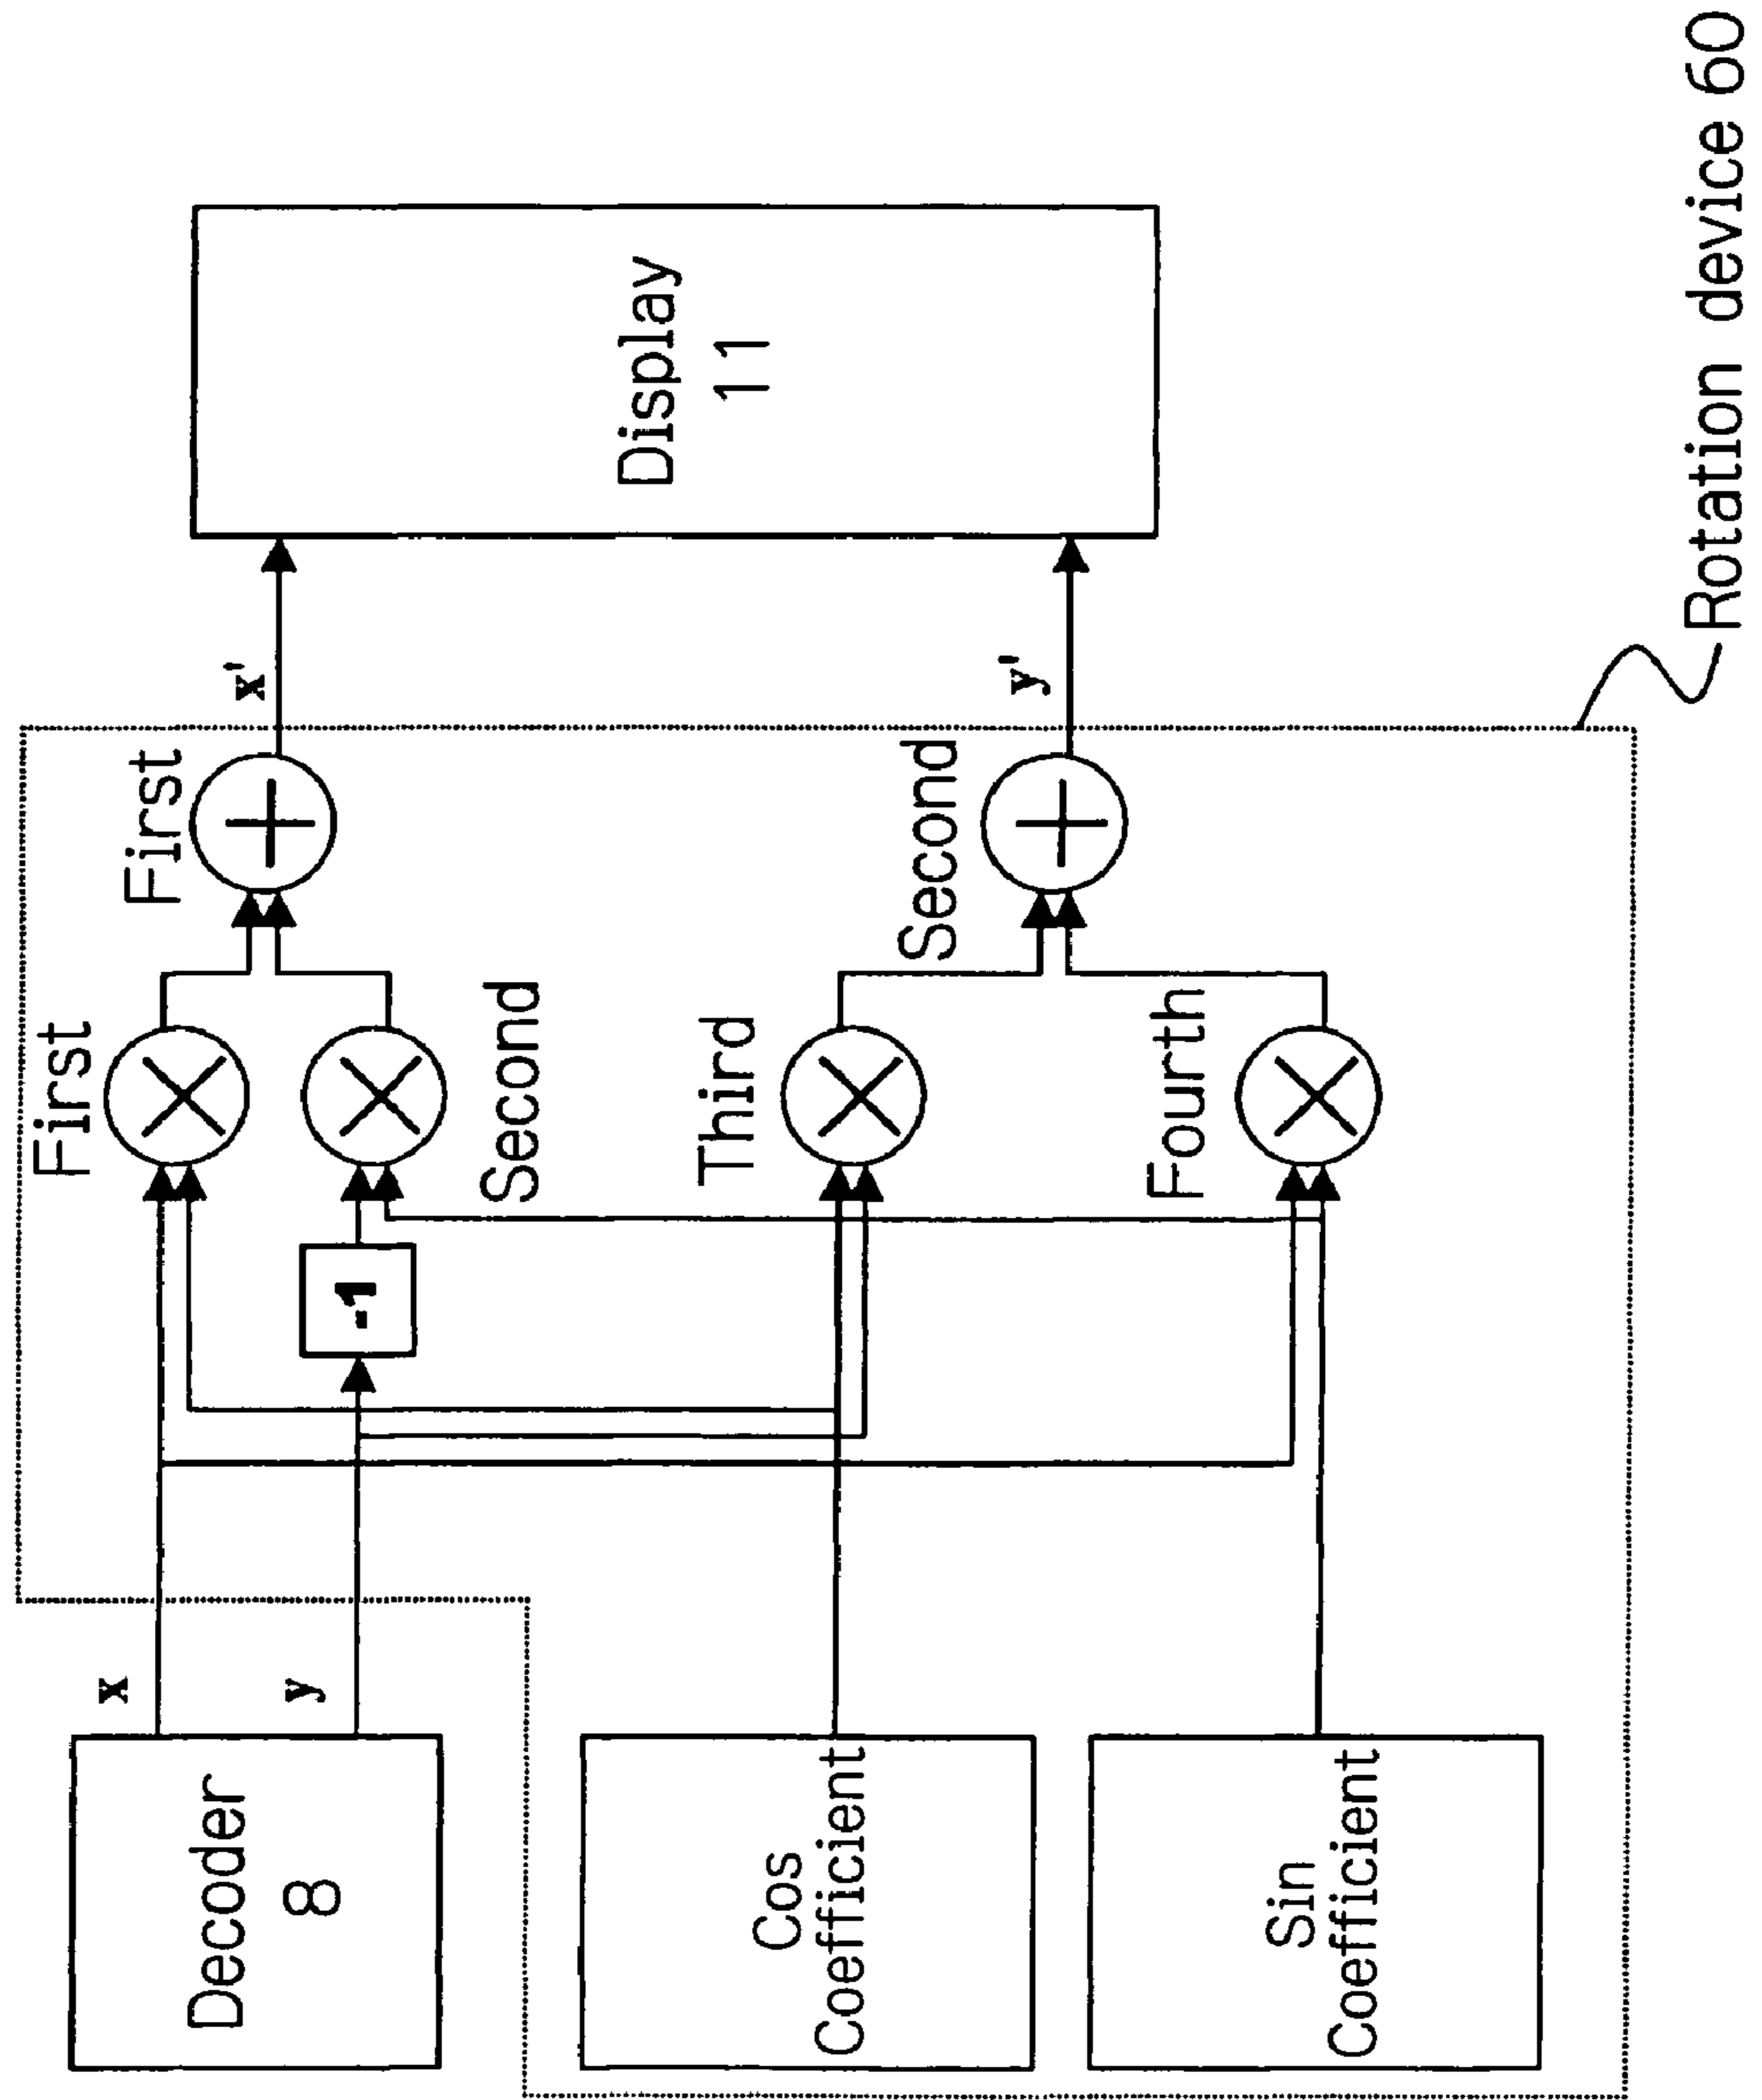 Decoder
8
x
y
Cos
Coefficient
Sin
Coefficient
-1
First
Second
Third
Fourth
First
Second
x'
y'
Display
11
Rotation device 60